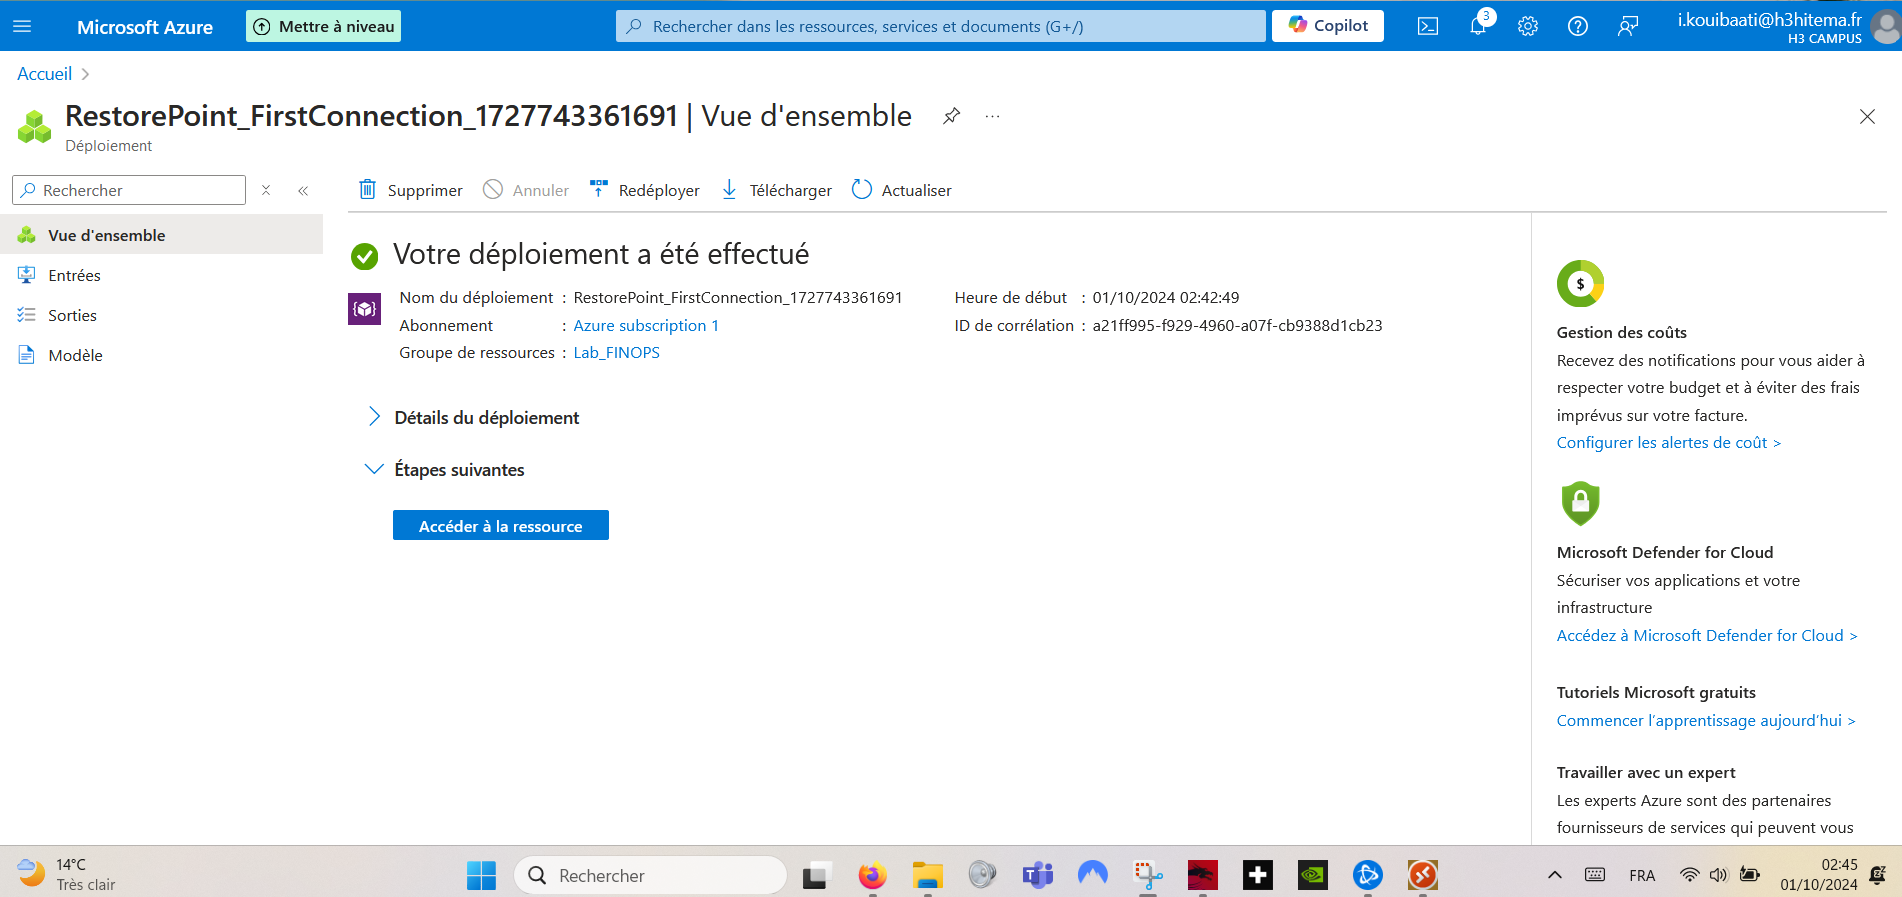 Microsoft Azure
Mettre à niveau
Rechercher dans les ressources, services et documents (G+/)
Copilot
3
i.kouibaati@h3hitema.fr
H3 CAMPUS
Accueil
RestorePoint_FirstConnection_1727743361691 | Vue d'ensemble
Déploiement
Rechercher
Supprimer
Annuler
Redéployer
Télécharger
Actualiser
Vue d'ensemble
Entrées
Sorties
Modèle
Votre déploiement a été effectué
Nom du déploiement : RestorePoint_FirstConnection_1727743361691
Abonnement : Azure subscription 1
Groupe de ressources : Lab_FINOPS
Heure de début : 01/10/2024 02:42:49
ID de corrélation : a21ff995-f929-4960-a07f-cb9388d1cb23
Détails du déploiement
Étapes suivantes
Accéder à la ressource
Gestion des coûts
Recevez des notifications pour vous aider à
respecter votre budget et à éviter des frais
imprévus sur votre facture.
Configurer les alertes de coût >
Microsoft Defender for Cloud
Sécuriser vos applications et votre
infrastructure
Accédez à Microsoft Defender for Cloud >
Tutoriels Microsoft gratuits
Commencer l'apprentissage aujourd'hui >
Travailler avec un expert
Les experts Azure sont des partenaires
fournisseurs de services qui peuvent vous
14°C
Très clair
Rechercher
FRA
02:45
01/10/2024